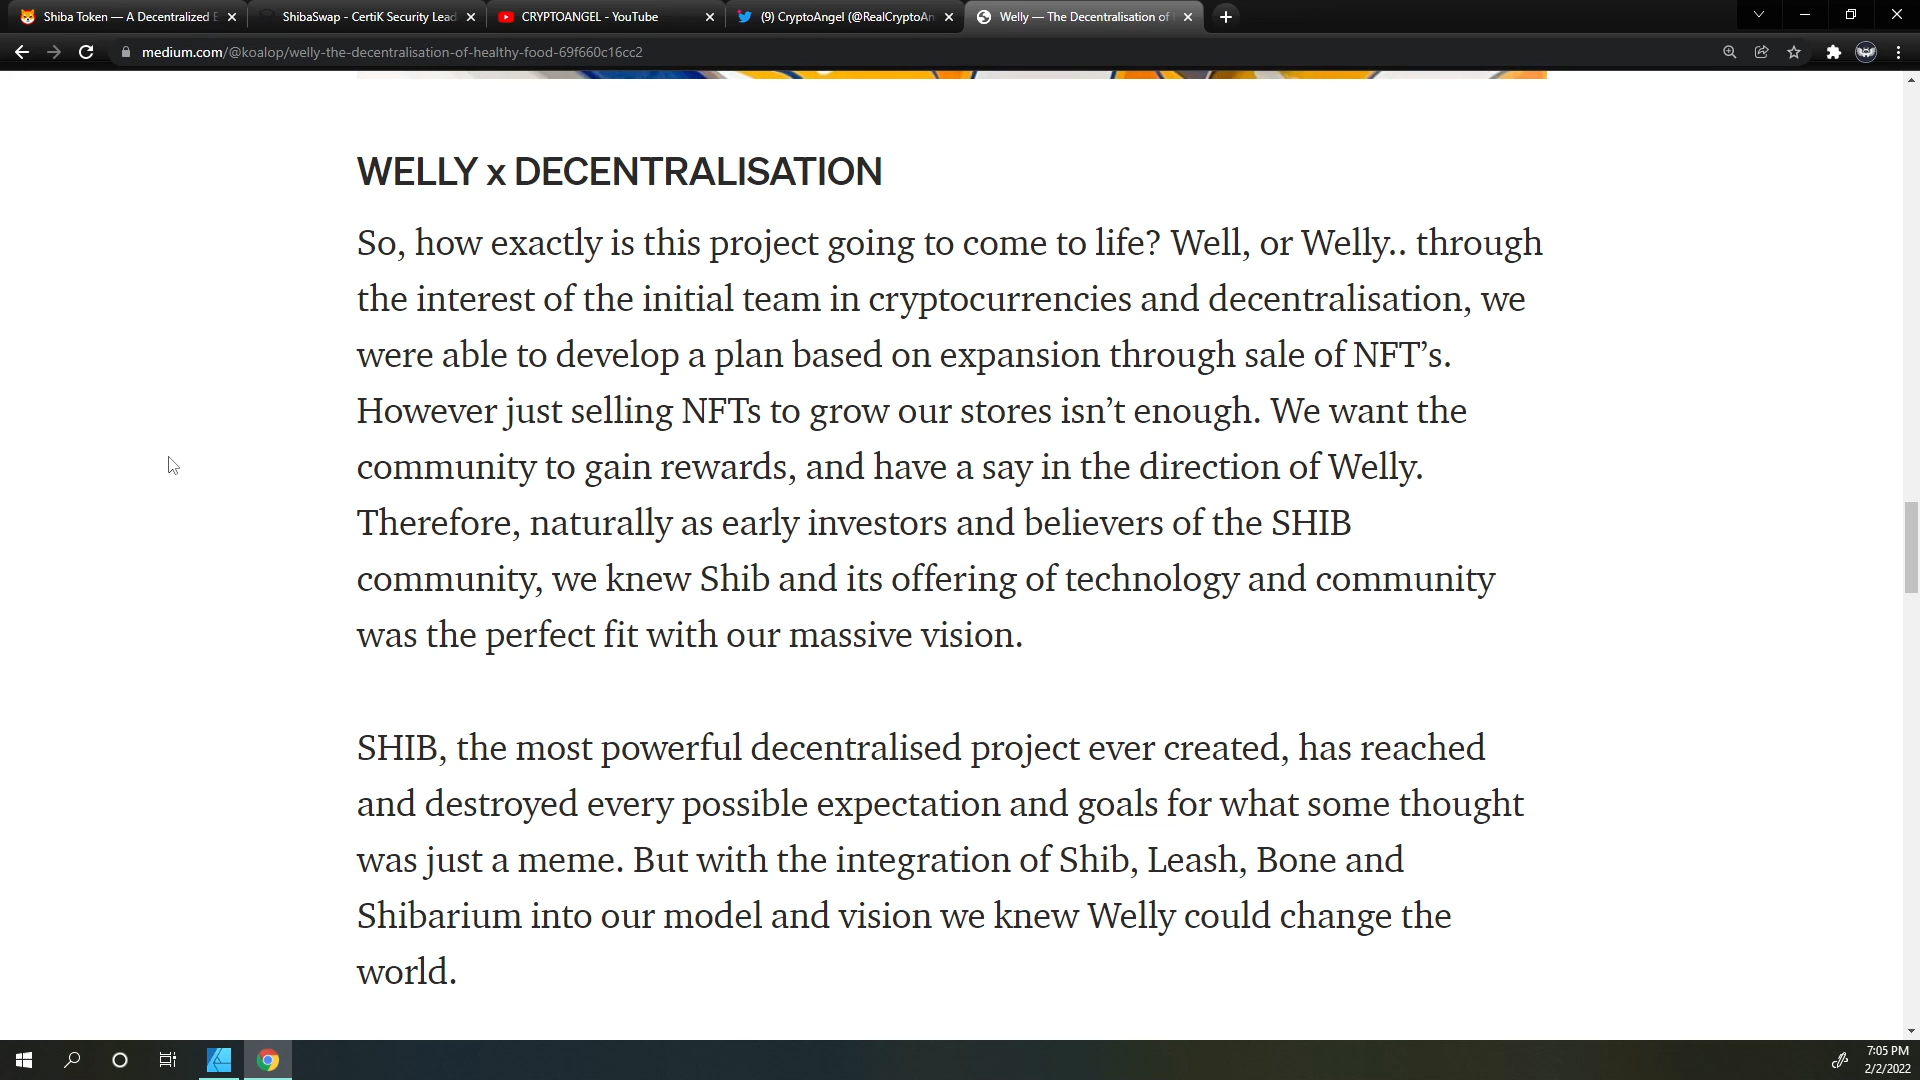 Shiba Token — A Decentralized E
ShibaSwap - CertiK Security Lead
CRYPTOANGEL - YouTube
(9) CryptoAngel (@RealCryptoAn
Welly — The Decentralisation of
medium.com/@koalop/welly-the-decentralisation-of-healthy-food-69f660c16cc2
WELLY x DECENTRALISATION
So, how exactly is this project going to come to life? Well, or Welly.. through
the interest of the initial team in cryptocurrencies and decentralisation, we
were able to develop a plan based on expansion through sale of NFT’s.
However just selling NFTs to grow our stores isn’t enough. We want the
community to gain rewards, and have a say in the direction of Welly.
Therefore, naturally as early investors and believers of the SHIB
community, we knew Shib and its offering of technology and community
was the perfect fit with our massive vision.
SHIB, the most powerful decentralised project ever created, has reached
and destroyed every possible expectation and goals for what some thought
was just a meme. But with the integration of Shib, Leash, Bone and
Shibarium into our model and vision we knew Welly could change the
world.
7:05 PM
2/2/2022